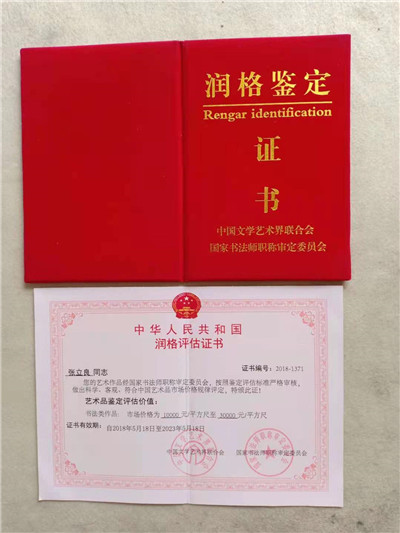 润格鉴定
Rengar identification
证
书
中国文学艺术界联合会
国家书法师职称审定委员会
中华人民共和国
润格评估证书
张立良 同志
证书编号：2018-1371
您的艺术作品经国家书法师职称审定委员会，按照鉴定评估标准严格审核，
做出科学、客观、符合中国艺术品市场价格规律评定，特颁此证！
艺术品鉴定评估价值：
书法类作品： 市场价格为 10000 元/平方尺至 30000 元/平方尺
证书有效期：自2018年5月18日至2023年5月18日
中国文学艺术界联合会 国家书法师职称审定委员会